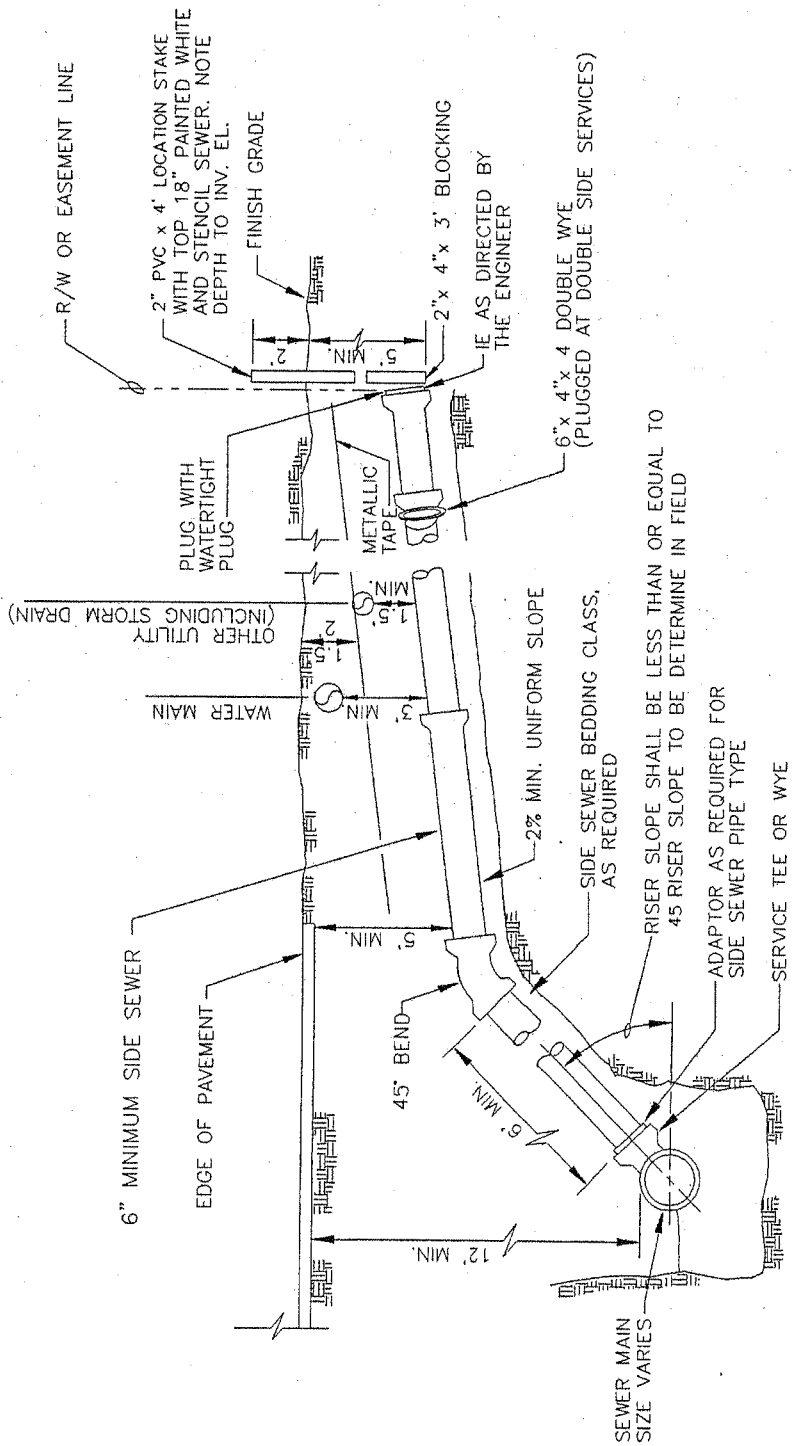 R/W OR EASEMENT LINE
2" PVC x 4' LOCATION STAKE
WITH TOP 18" PAINTED WHITE
AND STENCIL SEWER. NOTE
DEPTH TO INV. EL.
FINISH GRADE
6" MINIMUM SIDE SEWER
EDGE OF PAVEMENT
WATER MAIN
OTHER UTILITY
(INCLUDING STORM DRAIN)
PLUG WITH
WATERTIGHT
PLUG
METALLIC
TAPE
2'
5' MIN.
1.5'
2'
1.5'
MIN.
3'
MIN
5' MIN.
12' MIN.
6' MIN.
45° BEND
2" x 4" x 3' BLOCKING
IE AS DIRECTED BY
THE ENGINEER
6" x 4" x 4 DOUBLE WYE
(PLUGGED AT DOUBLE SIDE SERVICES)
2% MIN. UNIFORM SLOPE
SIDE SEWER BEDDING CLASS,
AS REQUIRED
RISER SLOPE SHALL BE LESS THAN OR EQUAL TO
45 RISER SLOPE TO BE DETERMINE IN FIELD
ADAPTOR AS REQUIRED FOR
SIDE SEWER PIPE TYPE
SERVICE TEE OR WYE
SEWER MAIN
SIZE VARIES